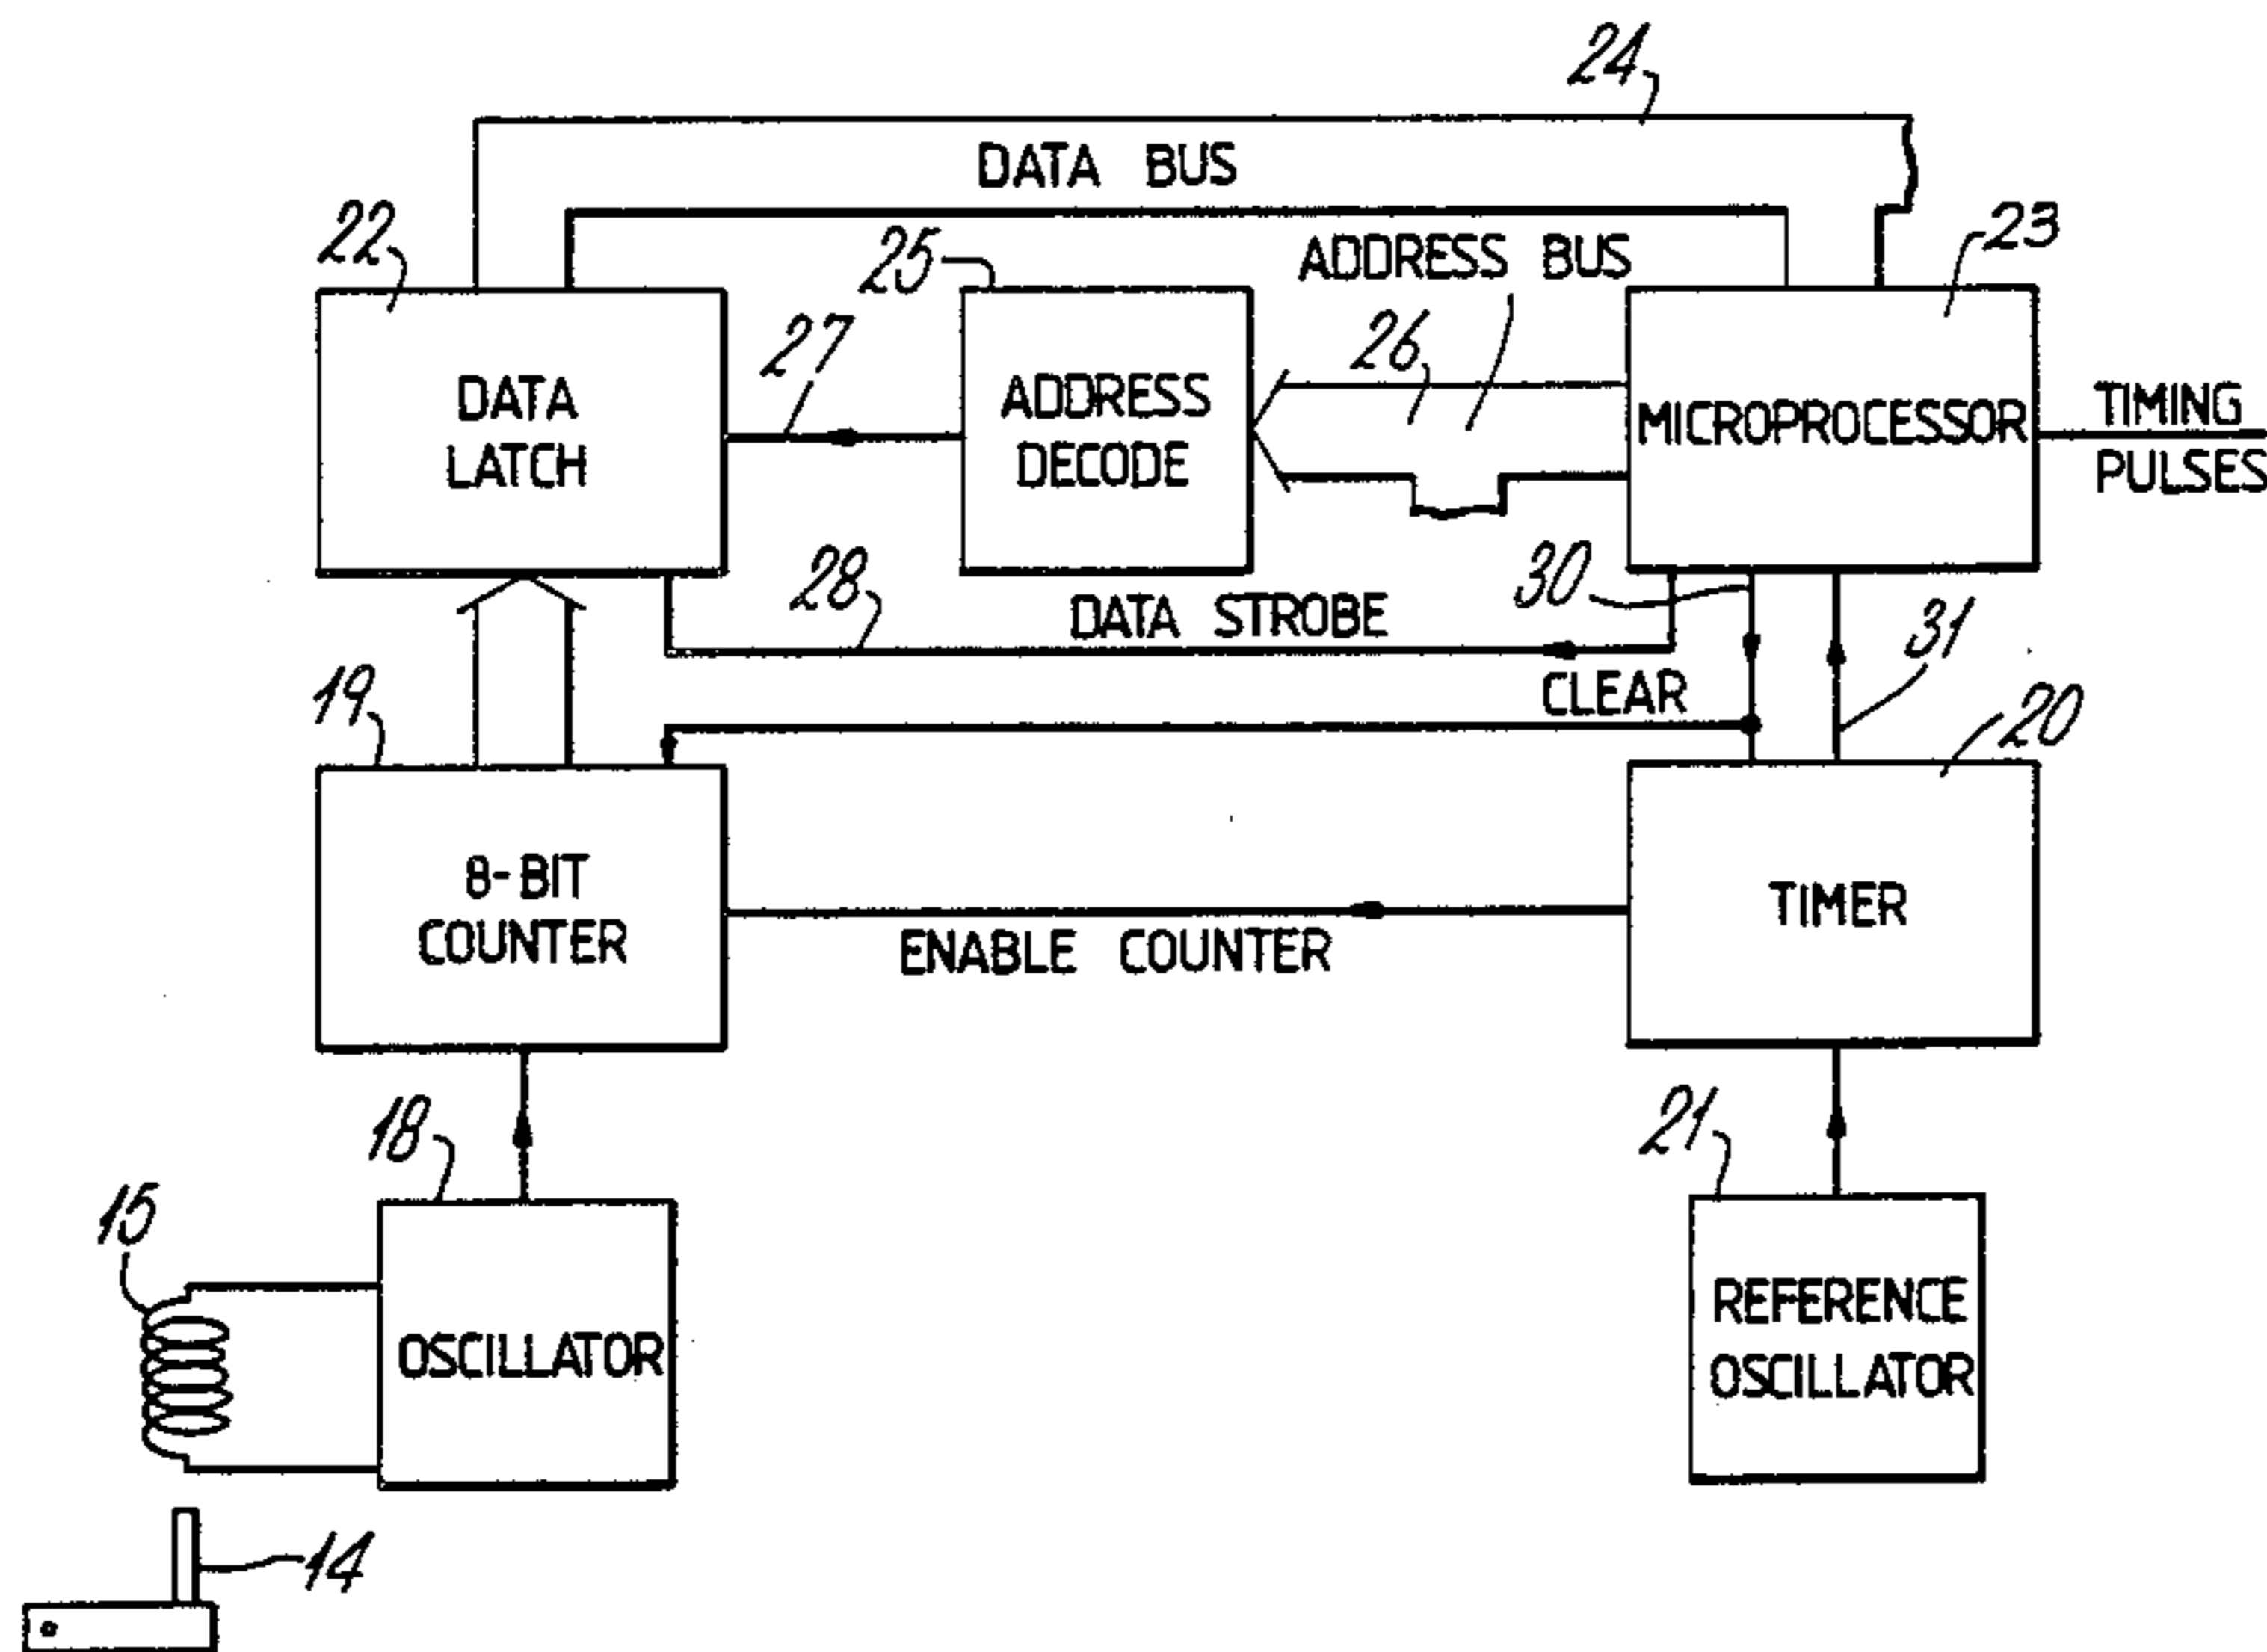 24
DATA BUS
22
25
ADDRESS BUS
23
27
26
DATA
LATCH
ADDRESS
DECODE
MICROPROCESSOR
TIMING
PULSES
28
DATA STROBE
30
31
CLEAR
19
20
8-BIT
COUNTER
ENABLE COUNTER
TIMER
18
21
15
OSCILLATOR
REFERENCE
OSCILLATOR
14